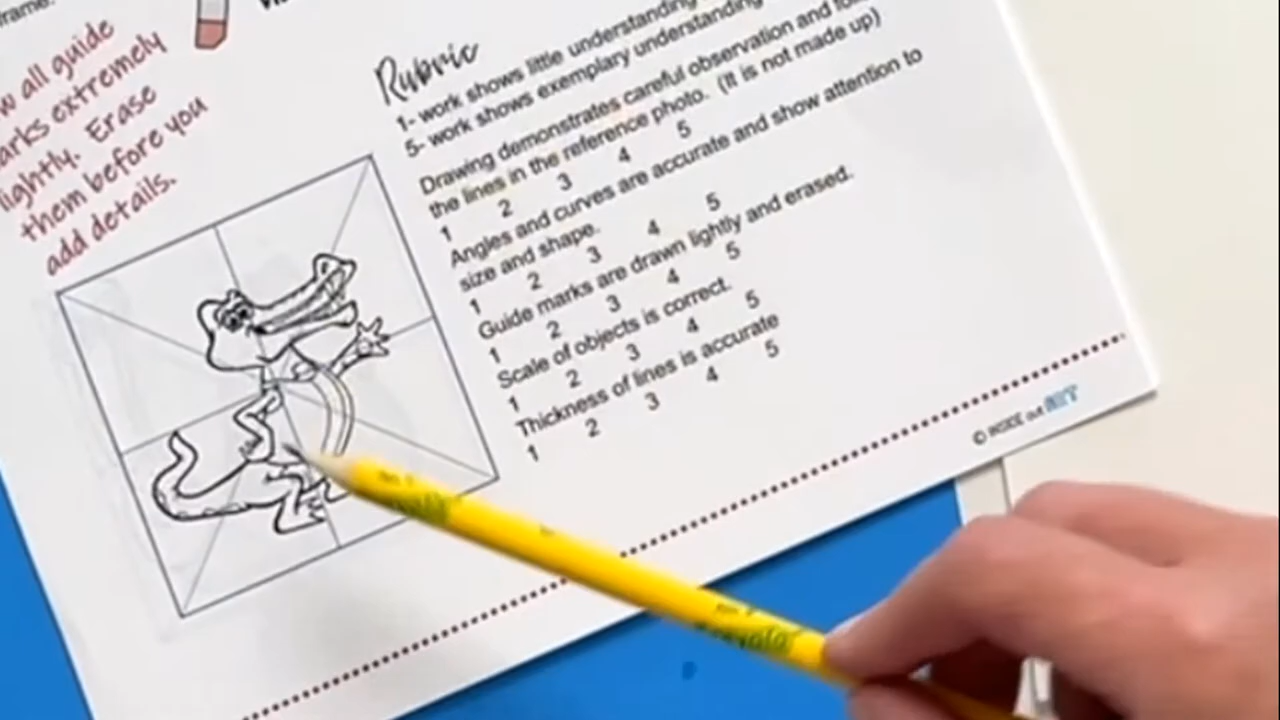 frame.
all guide
extremely
lightly. Erase
them before you
add details.
Rubric
1- work shows little understanding
5- work shows exemplary understanding
Drawing demonstrates careful observation and
the lines in the reference photo. (It is not made up)
1 2 3 4 5
Angles and curves are accurate and show attention to
size and shape.
1 2 3 4 5
Guide marks are drawn lightly and erased.
1 2 3 4 5
Scale of objects is correct.
1 2 3 4 5
Thickness of lines is accurate
1 2 3 4 5
© INSIDE out ART